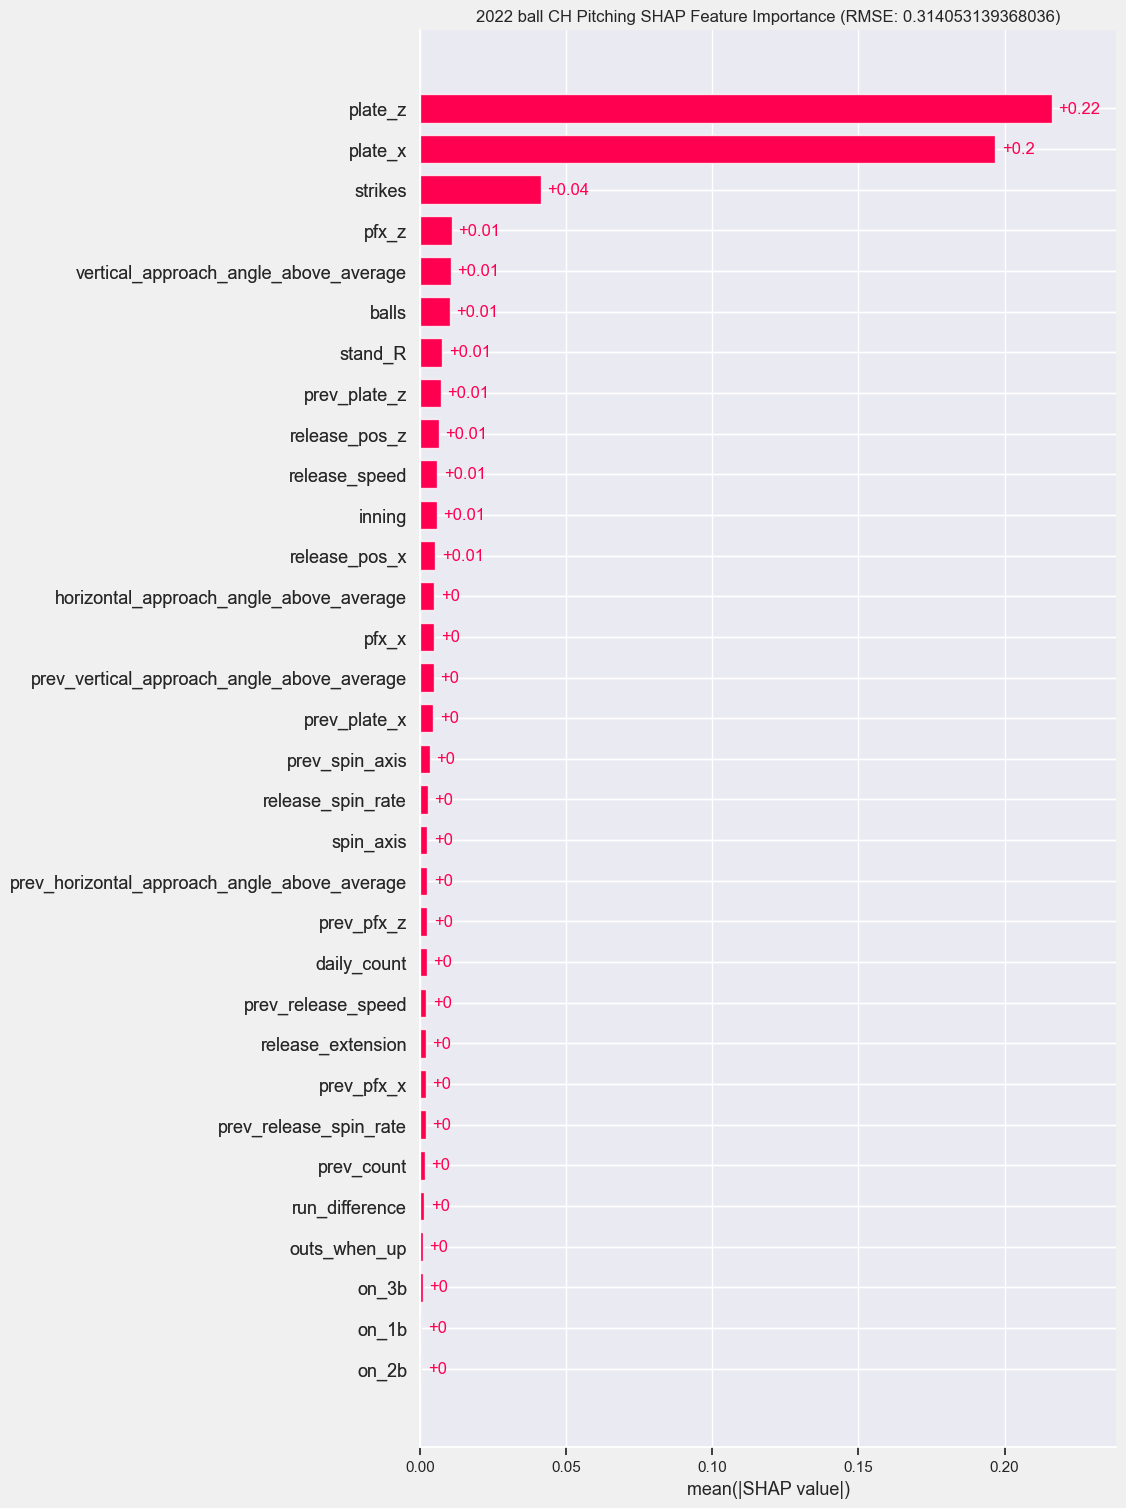 2022 ball CH Pitching SHAP Feature Importance (RMSE: 0.314053139368036)
plate_z +0.22
plate_x +0.2
strikes +0.04
pfx_z +0.01
vertical_approach_angle_above_average +0.01
balls +0.01
stand_R +0.01
prev_plate_z +0.01
release_pos_z +0.01
release_speed +0.01
inning +0.01
release_pos_x +0.01
horizontal_approach_angle_above_average +0
pfx_x +0
prev_vertical_approach_angle_above_average +0
prev_plate_x +0
prev_spin_axis +0
release_spin_rate +0
spin_axis +0
prev_horizontal_approach_angle_above_average +0
prev_pfx_z +0
daily_count +0
prev_release_speed +0
release_extension +0
prev_pfx_x +0
prev_release_spin_rate +0
prev_count +0
run_difference +0
outs_when_up +0
on_3b +0
on_1b +0
on_2b +0
0.00 0.05 0.10 0.15 0.20
mean(|SHAP value|)